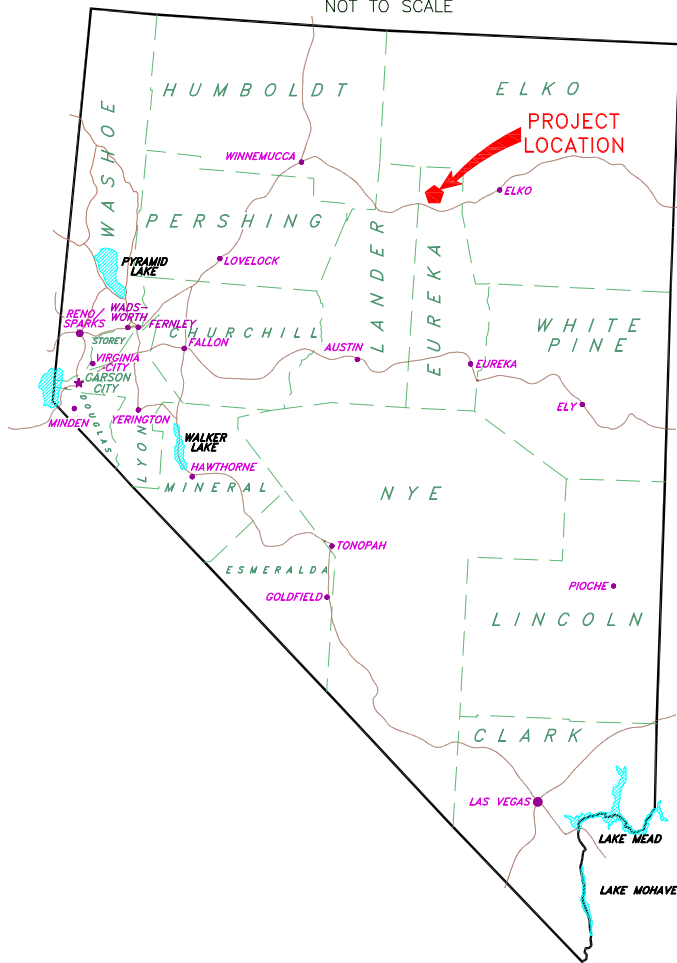 NOT TO SCALE
HUMBOLDT
ELKO
WASHOE
PROJECT
LOCATION
WINNEMUCCA
ELKO
PERSHING
LANDER
EUREKA
PYRAMID
LAKE
LOVELOCK
RENO/
SPARKS
WADS-
WORTH
FERNLEY
STOREY
CHURCHILL
FALLON
AUSTIN
EUREKA
WHITE
PINE
VIRGINIA
CITY
CARSON
CITY
DOUGLAS
MINDEN
YERINGTON
ELY
LYON
WALKER
LAKE
HAWTHORNE
MINERAL
NYE
TONOPAH
ESMERALDA
GOLDFIELD
PIOCHE
LINCOLN
CLARK
LAS VEGAS
LAKE MEAD
LAKE MOHAVE